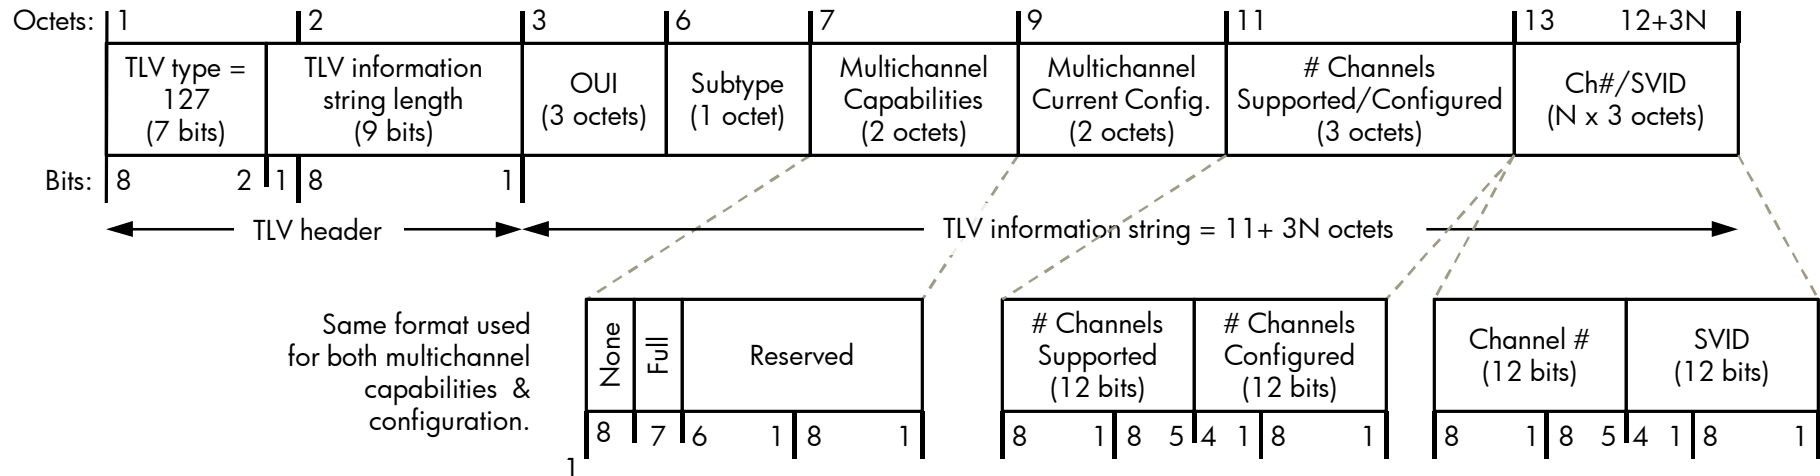 Octets: 1 2 3 6 7 9 11 13 12+3N
TLV type =
127
(7 bits)
TLV information
string length
(9 bits)
OUI
(3 octets)
Subtype
(1 octet)
Multichannel
Capabilities
(2 octets)
Multichannel
Current Config.
(2 octets)
# Channels
Supported/Configured
(3 octets)
Ch#/SVID
(N x 3 octets)
Bits: 8 2 1 8 1
TLV header
TLV information string = 11+ 3N octets
Same format used
for both multichannel
capabilities &
configuration.
None
Full
Reserved
# Channels
Supported
(12 bits)
# Channels
Configured
(12 bits)
Channel #
(12 bits)
SVID
(12 bits)
8 7 6 1 8 1
8 1 8 5 4 1 8 1
8 1 8 5 4 1 8 1
1